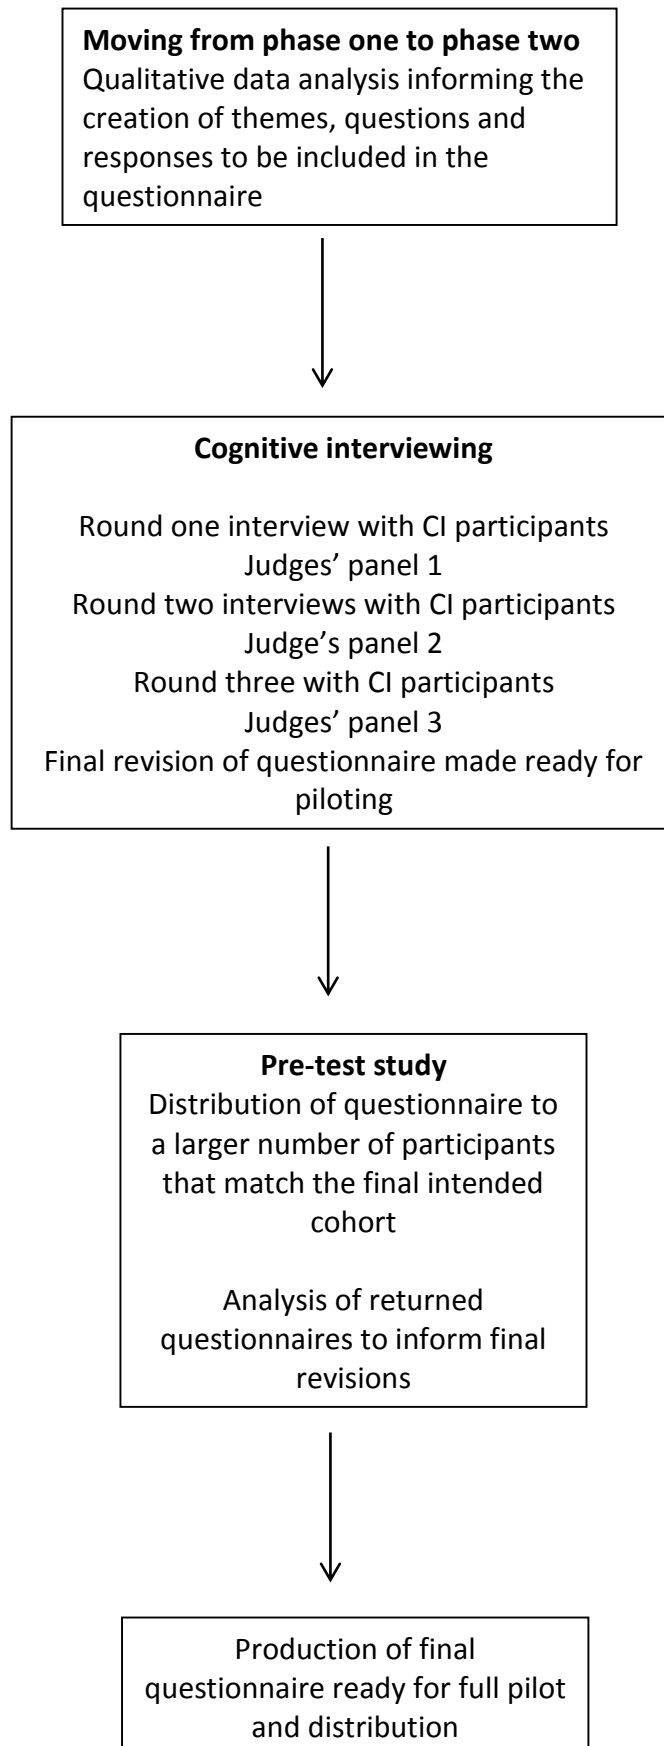 Moving from phase one to phase two
Qualitative data analysis informing the
creation of themes, questions and
responses to be included in the
questionnaire
Cognitive interviewing
Round one interview with CI participants
Judges’ panel 1
Round two interviews with CI participants
Judge’s panel 2
Round three with CI participants
Judges’ panel 3
Final revision of questionnaire made ready for
piloting
Pre-test study
Distribution of questionnaire to
a larger number of participants
that match the final intended
cohort
Analysis of returned
questionnaires to inform final
revisions
Production of final
questionnaire ready for full pilot
and distribution